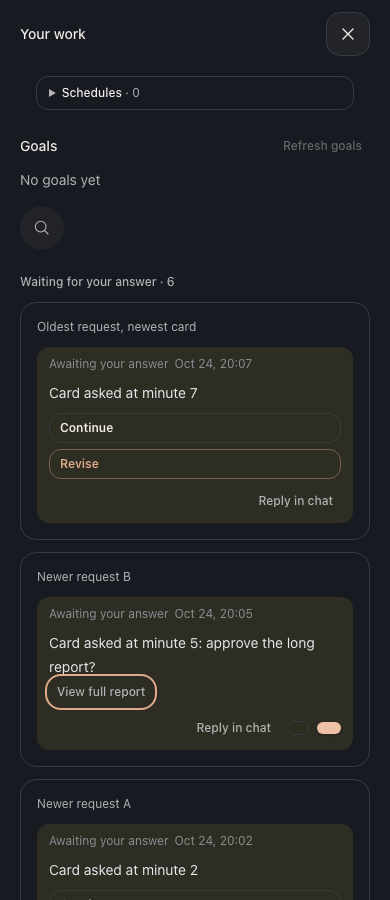 Your work
Schedules · 0
Goals
Refresh goals
No goals yet
Waiting for your answer · 6
Oldest request, newest card
Awaiting your answer Oct 24, 20:07
Card asked at minute 7
Continue
Revise
Reply in chat
Newer request B
Awaiting your answer Oct 24, 20:05
Card asked at minute 5: approve the long
report?
View full report
Reply in chat
Newer request A
Awaiting your answer Oct 24, 20:02
Card asked at minute 2